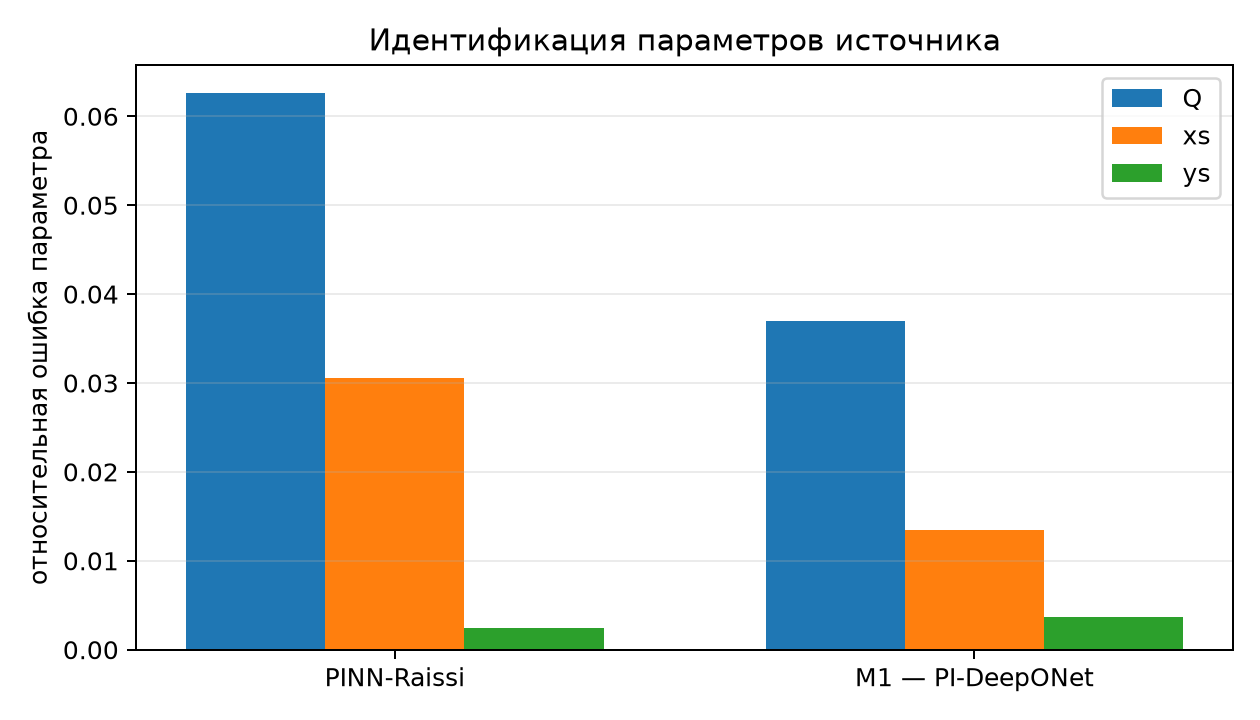 Идентификация параметров источника
относительная ошибка параметра
0.06
0.05
0.04
0.03
0.02
0.01
0.00
Q
xs
ys
PINN-Raissi
M1 — PI-DeepONet